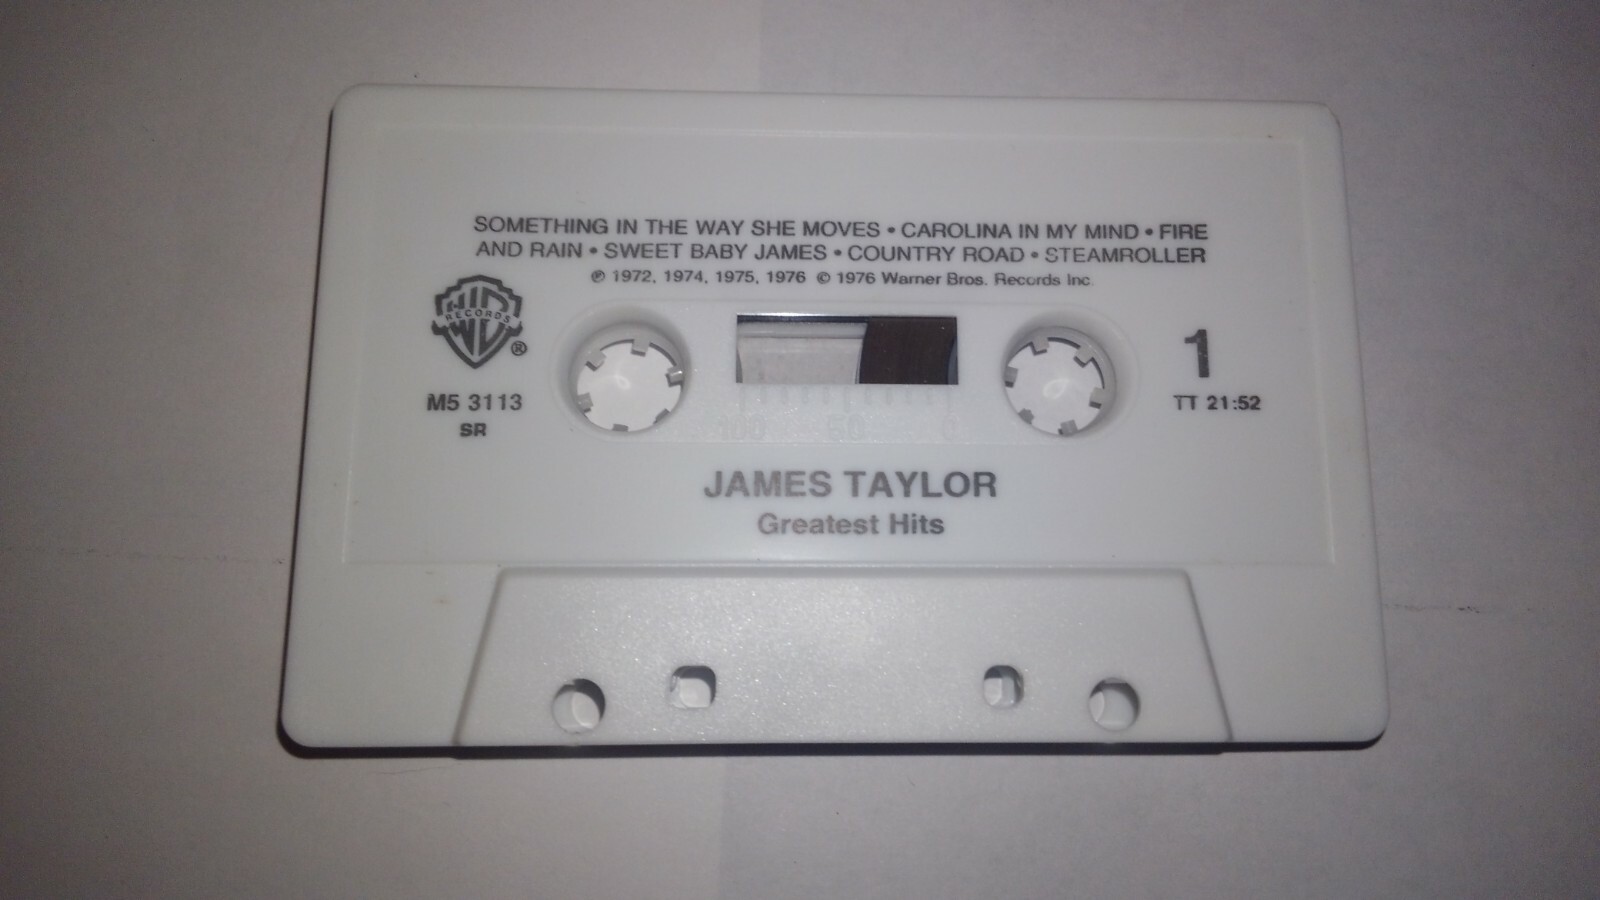 SOMETHING IN THE WAY SHE MOVES • CAROLINA IN MY MIND • FIRE
AND RAIN • SWEET BABY JAMES • COUNTRY ROAD • STEAMROLLER
℗ 1972, 1974, 1975, 1976 © 1976 Warner Bros. Records Inc.
RECORDS
®
1
M5 3113
TT 21:52
SR
100 50 0
JAMES TAYLOR
Greatest Hits